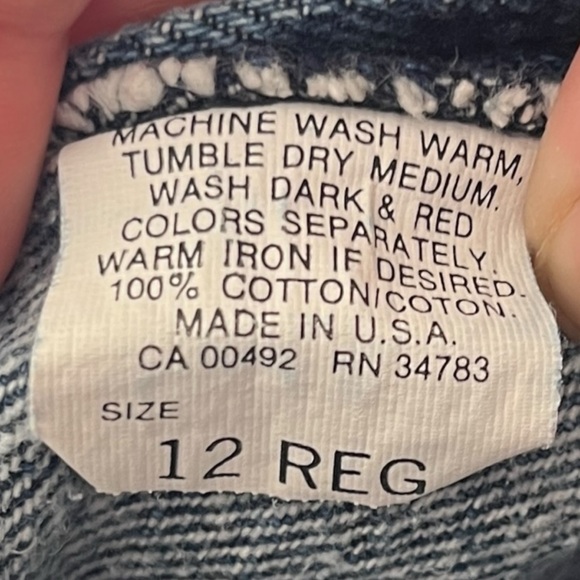 MACHINE WASH WARM,
TUMBLE DRY MEDIUM.
WASH DARK & RED
COLORS SEPARATELY.
WARM IRON IF DESIRED.
100% COTTON/COTON.
MADE IN U.S.A.
CA 00492 RN 34783
SIZE
12 REG